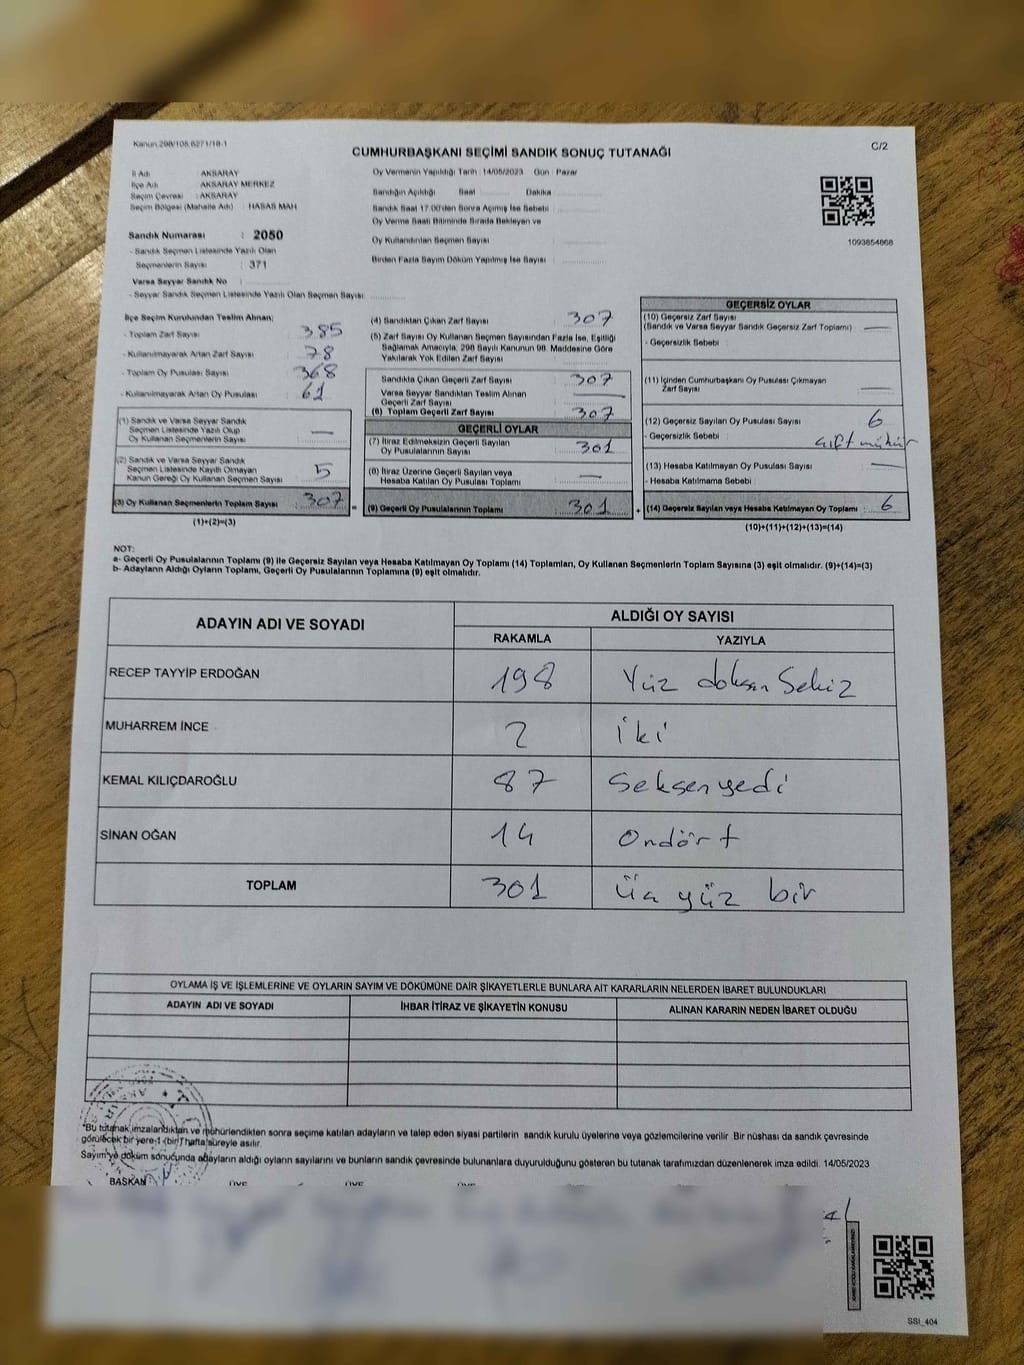 Kanun.298/105.6271/18-1
C/2
CUMHURBAŞKANI SEÇİMİ SANDIK SONUÇ TUTANAĞI
İl Adı : AKSARAY
İlçe Adı : AKSARAY MERKEZ
Seçim Çevresi : AKSARAY
Seçim Bölgesi (Mahalle Adı) : HASAS MAH
Sandık Numarası : 2050
- Sandık Seçmen Listesinde Yazılı Olan
Seçmenlerin Sayısı : 371
Varsa Seyyar Sandık No :
- Seyyar Sandık Seçmen Listesinde Yazılı Olan Seçmen Sayısı:
Oy Vermenin Yapıldığı Tarih :14/05/2023 Gün : Pazar
Sandığın Açıldığı Saat Dakika
Sandık Saat 17.00'den Sonra Açılmış İse Sebebi :
Oy Verme Saati Bitiminde Sırada Bekleyen ve
Oy Kullandırılan Seçmen Sayısı
Birden Fazla Sayım Döküm Yapılmış İse Sayısı :
1093854868
İlçe Seçim Kurulundan Teslim Alınan;
- Toplam Zarf Sayısı : 385
- Kullanılmayarak Artan Zarf Sayısı : 78
- Toplam Oy Pusulası Sayısı : 368
- Kullanılmayarak Artan Oy Pusulası : 61
(1) Sandık ve Varsa Seyyar Sandık
Seçmen Listesinde Yazılı Olup
Oy Kullanan Seçmenlerin Sayısı : —
(2) Sandık ve Varsa Seyyar Sandık
Seçmen Listesinde Kayıtlı Olmayan
Kanun Gereği Oy Kullanan Seçmen Sayısı : 5
(3) Oy Kullanan Seçmenlerin Toplam Sayısı : 307
(1)+(2)=(3)
=
(4) Sandıktan Çıkan Zarf Sayısı : 307
(5) Zarf Sayısı Oy Kullanan Seçmen Sayısından Fazla İse, Eşitliği
Sağlamak Amacıyla, 298 Sayılı Kanunun 98. Maddesine Göre
Yakılarak Yok Edilen Zarf Sayısı :
Sandıkta Çıkan Geçerli Zarf Sayısı : 307
Varsa Seyyar Sandıktan Teslim Alınan
Geçerli Zarf Sayısı : —
(6) Toplam Geçerli Zarf Sayısı : 307
GEÇERLİ OYLAR
(7) İtiraz Edilmeksizin Geçerli Sayılan
Oy Pusulalarının Sayısı : 301
(8) İtiraz Üzerine Geçerli Sayılan veya
Hesaba Katılan Oy Pusulası Toplamı : —
(9) Geçerli Oy Pusulalarının Toplamı : 301
+
GEÇERSİZ OYLAR
(10) Geçersiz Zarf Sayısı
(Sandık ve Varsa Seyyar Sandık Geçersiz Zarf Toplamı) : —
- Geçersizlik Sebebi :
(11) İçinden Cumhurbaşkanı Oy Pusulası Çıkmayan
Zarf Sayısı : —
(12) Geçersiz Sayılan Oy Pusulası Sayısı : 6
- Geçersizlik Sebebi : çift mühür
(13) Hesaba Katılmayan Oy Pusulası Sayısı : —
- Hesaba Katılmama Sebebi :
(14) Geçersiz Sayılan veya Hesaba Katılmayan Oy Toplamı : 6
(10)+(11)+(12)+(13)=(14)
NOT:
a- Geçerli Oy Pusulalarının Toplamı (9) ile Geçersiz Sayılan veya Hesaba Katılmayan Oy Toplamı (14) Toplamları, Oy Kullanan Seçmenlerin Toplam Sayısına (3) eşit olmalıdır. (9)+(14)=(3)
b- Adayların Aldığı Oyların Toplamı, Geçerli Oy Pusulalarının Toplamına (9) eşit olmalıdır.
ADAYIN ADI VE SOYADI ALDIĞI OY SAYISI
RAKAMLA YAZIYLA
RECEP TAYYİP ERDOĞAN 198 Yüz doksan Sekiz
MUHARREM İNCE 2 İki
KEMAL KILIÇDAROĞLU 87 Seksenyedi
SİNAN OĞAN 14 Ondört
TOPLAM 301 Üç yüz bir
OYLAMA İŞ VE İŞLEMLERİNE VE OYLARIN SAYIM VE DÖKÜMÜNE DAİR ŞİKAYETLERLE BUNLARA AİT KARARLARIN NELERDEN İBARET BULUNDUKLARI
ADAYIN ADI VE SOYADI İHBAR İTİRAZ VE ŞİKAYETİN KONUSU ALINAN KARARIN NEDEN İBARET OLDUĞU
*Bu tutanak imzalandıktan ve mühürlendikten sonra seçime katılan adayların ve talep eden siyasi partilerin sandık kurulu üyelerine veya gözlemcilerine verilir .Bir nüshası da sandık çevresinde
görülecek bir yere 1 (bir) hafta süreyle asılır.
Sayım ve döküm sonucunda adayların aldığı oyların sayılarını ve bunların sandık çevresinde bulunanlara duyurulduğunu gösteren bu tutanak tarafımızdan düzenlenerek imza edildi. 14/05/2023
BAŞKAN ÜYE ÜYE ÜYE
SSI_404